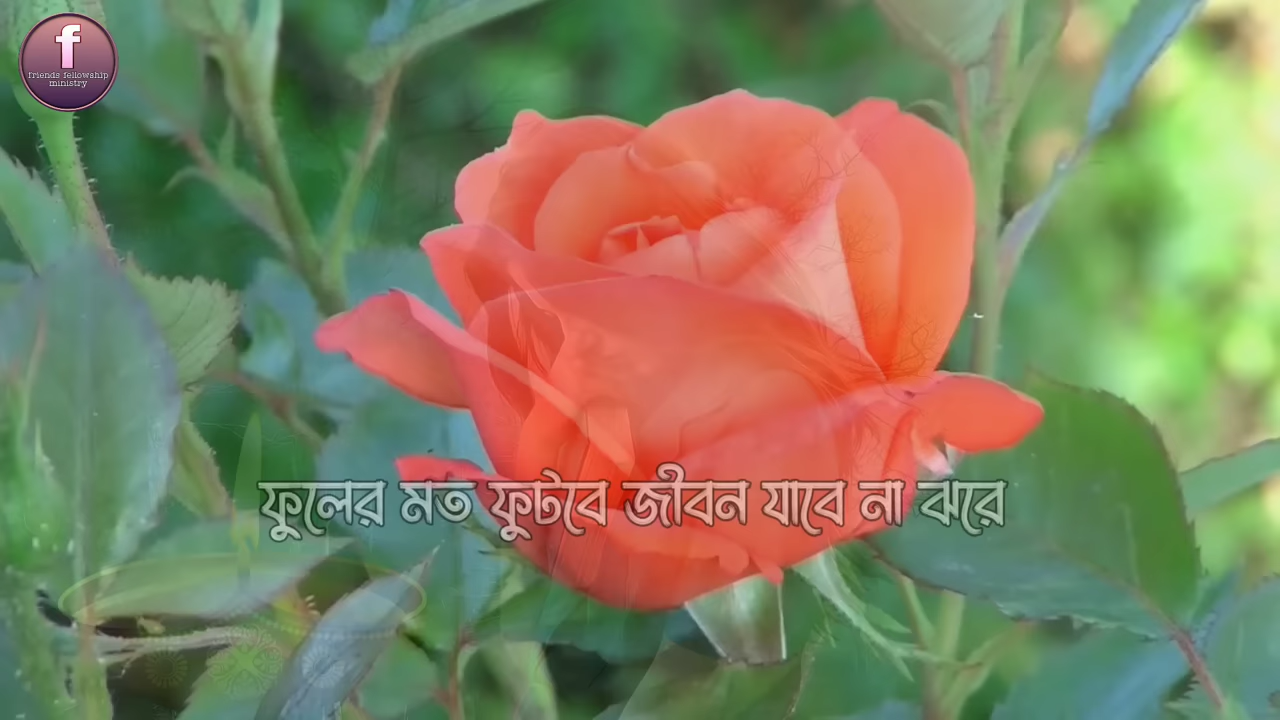 f
friends fellowship
ministry
ফুলের মত ফুটবে জীবন যাবে না ঝরে